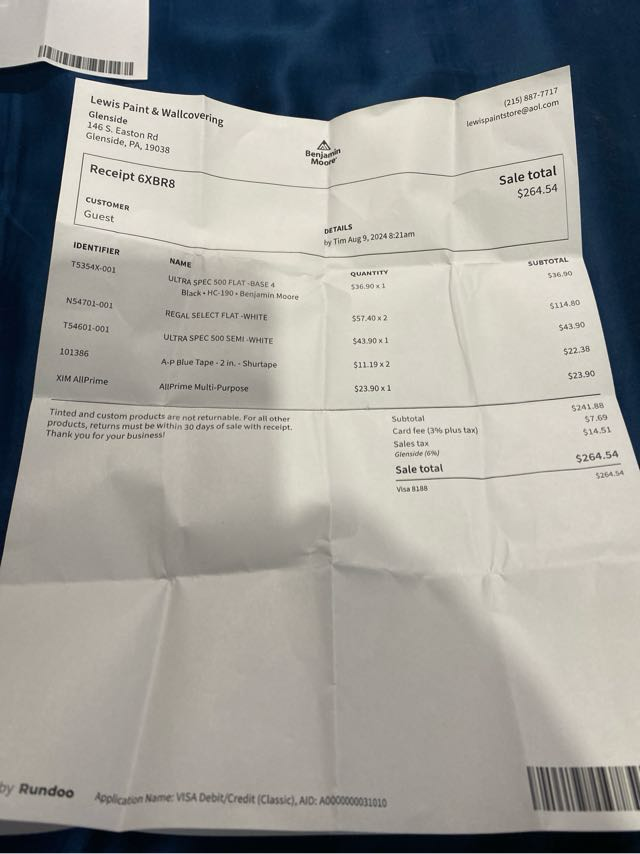 Lewis Paint & Wallcovering
Glenside
146 S. Easton Rd
Glenside, PA, 19038
(215) 887-7717
lewispaintstore@aol.com
Benjamin
Moore
Receipt 6XBR8
Sale total
$264.54
CUSTOMER
Guest
DETAILS
by Tim Aug 9, 2024 8:21am
IDENTIFIER NAME QUANTITY SUBTOTAL
T5354X-001 ULTRA SPEC 500 FLAT -BASE 4 $36.90 x 1 $36.90
Black • HC-190 • Benjamin Moore
N54701-001 REGAL SELECT FLAT -WHITE $57.40 x 2 $114.80
T54601-001 ULTRA SPEC 500 SEMI -WHITE $43.90 x 1 $43.90
101386 A-P Blue Tape - 2 in. - Shurtape $11.19 x 2 $22.38
XIM AllPrime AllPrime Multi-Purpose $23.90 x 1 $23.90
Tinted and custom products are not returnable. For all other
products, returns must be within 30 days of sale with receipt.
Thank you for your business!
Subtotal $241.88
Card fee (3% plus tax) $7.69
Sales tax $14.51
Glenside (6%)
Sale total $264.54
Visa 8188 $264.54
by Rundoo
Application Name: VISA Debit/Credit (Classic), AID: A0000000031010